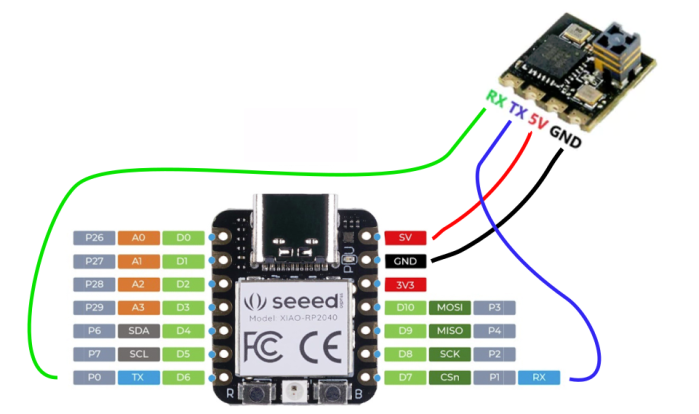 RX TX 5V GND
P26 A0 D0 5V
P27 A1 D1 GND
P28 A2 D2 3V3
P29 A3 D3 D10 MOSI P3
P6 SDA D4 D9 MISO P4
P7 SCL D5 D8 SCK P2
P0 TX D6 D7 CSn P1 RX
seeed
Model: XIAO-RP2040
FC CE
R B